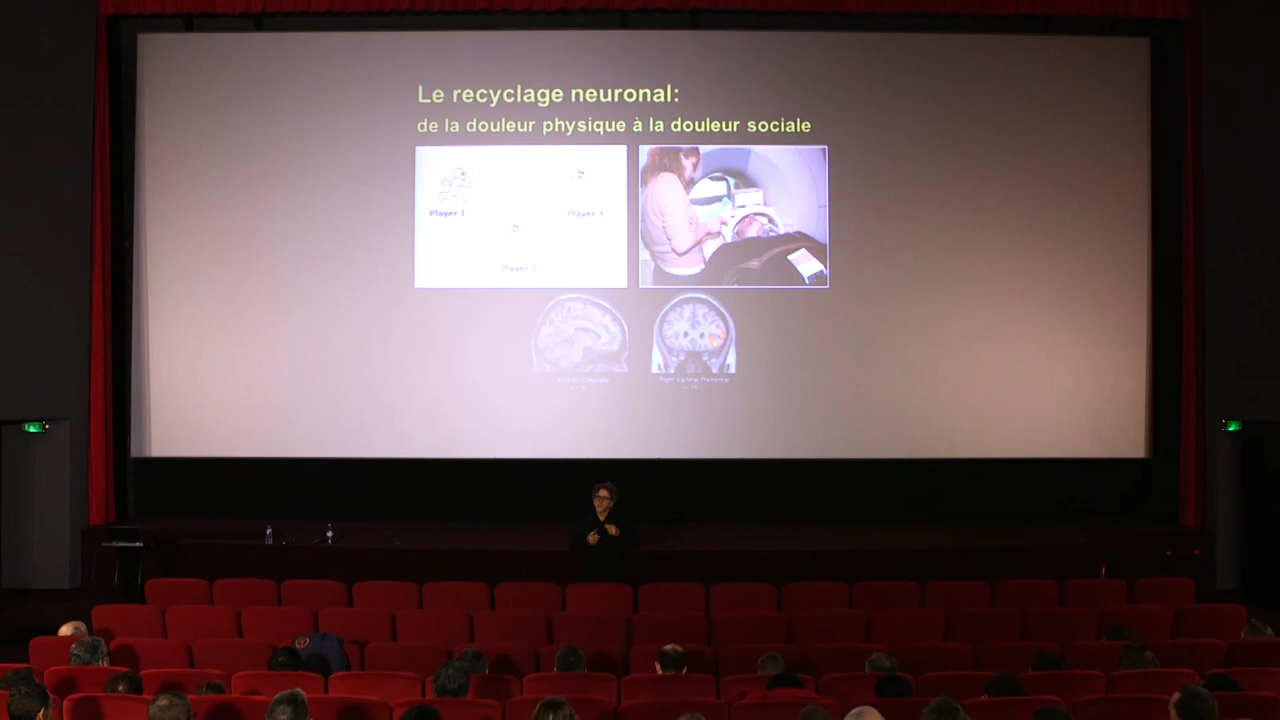 Le recyclage neuronal:
de la douleur physique à la douleur sociale
Player 1
Player 3
Player 2